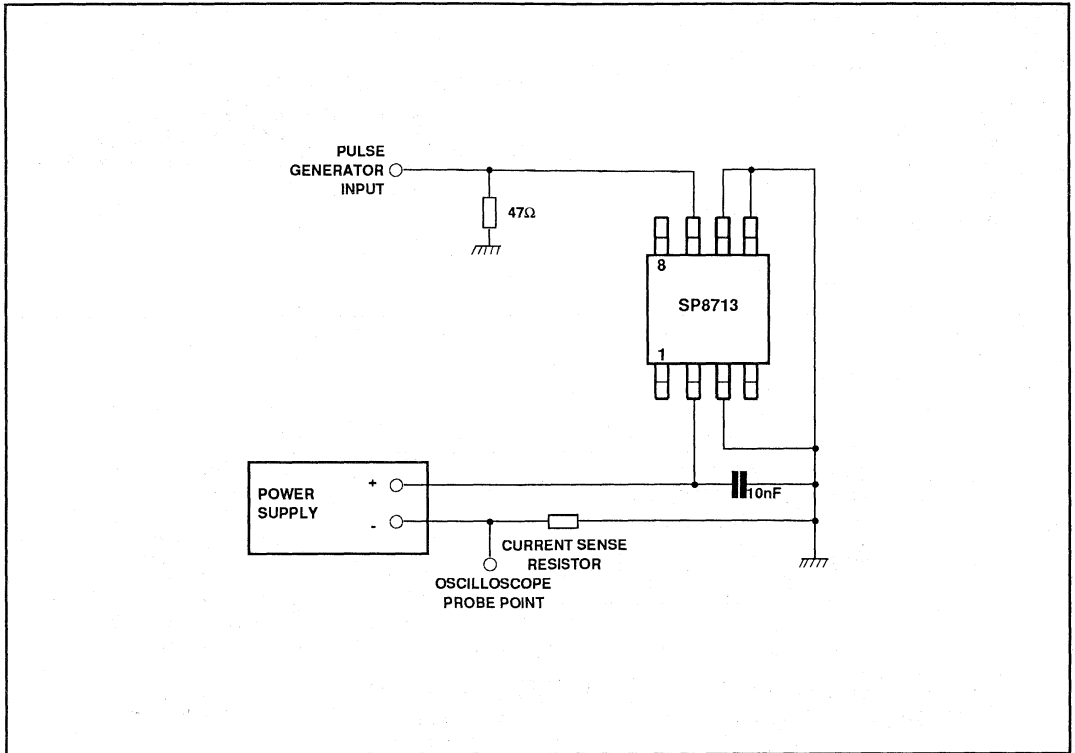 PULSE
GENERATOR
INPUT
47Ω
8
SP8713
1
POWER
SUPPLY
+
-
10nF
CURRENT SENSE
RESISTOR
OSCILLOSCOPE
PROBE POINT